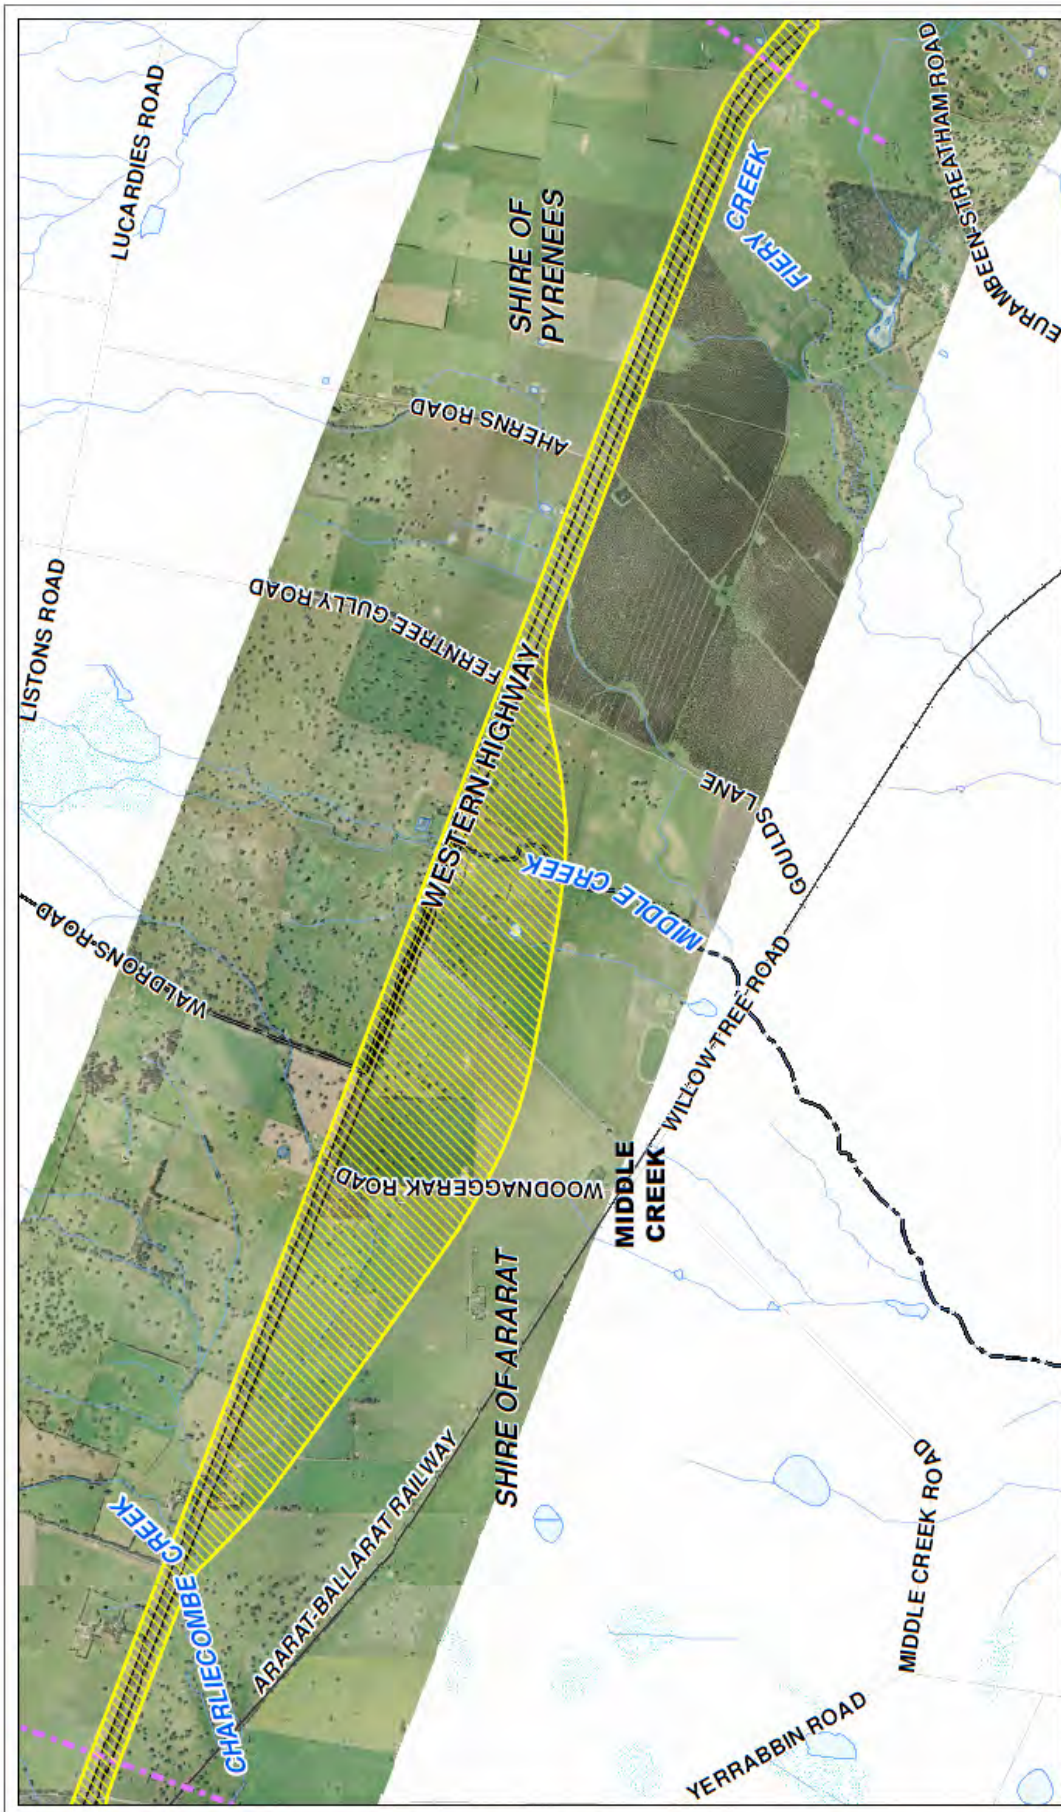 LUCARDIES ROAD
EURAMBEEN-STREATHAM ROAD
FIERY CREEK
SHIRE OF
PYRENEES
AHERNS ROAD
LISTONS ROAD
FERNTREE GULLY ROAD
WESTERN HIGHWAY
GOULDS LANE
MIDDLE CREEK
WALDRONS ROAD
WILLOW TREE ROAD
WOODNAGGERAK ROAD
MIDDLE
CREEK
SHIRE OF ARARAT
ARARAT-BALLARAT RAILWAY
CHARLIECOMBE CREEK
MIDDLE CREEK ROAD
YERRABBIN ROAD